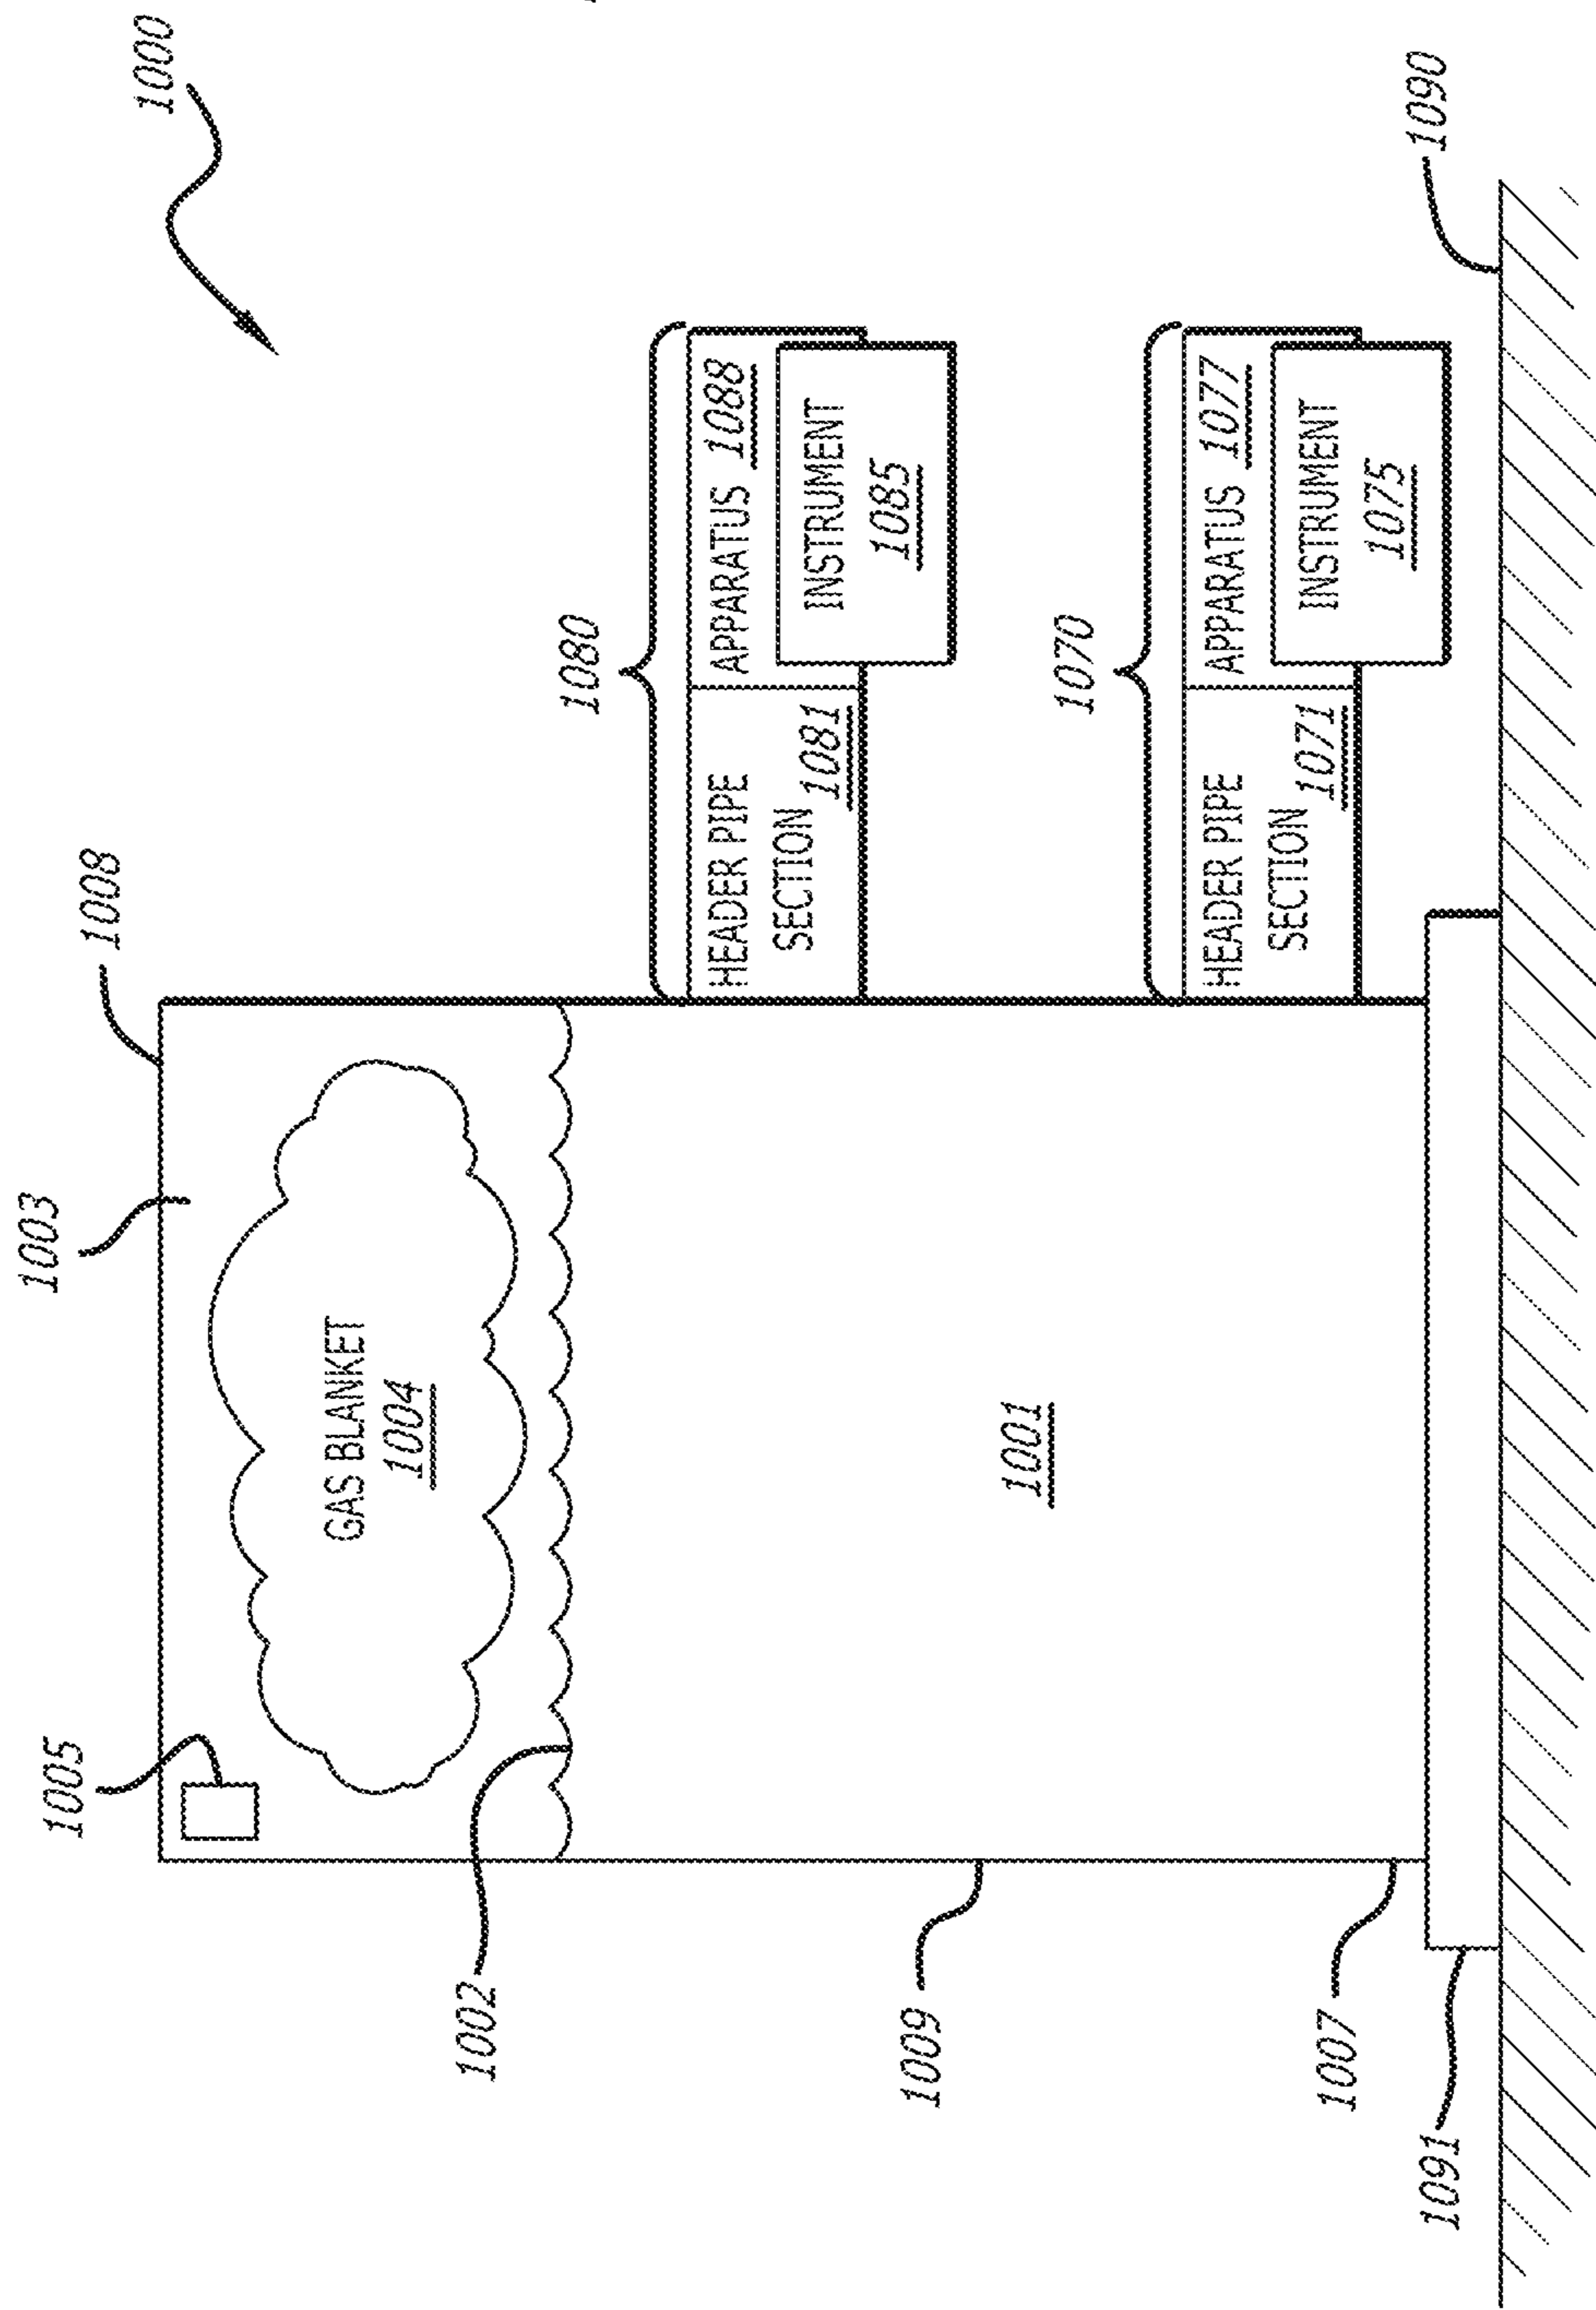 1000
1008
1003
1005
GAS BLANKET
1004
1002
1080
HEADER PIPE
SECTION
1081
APPARATUS 1088
INSTRUMENT
1085
1001
1009
1070
HEADER PIPE
SECTION
1071
APPARATUS 1077
INSTRUMENT
1075
1007
1090
1091